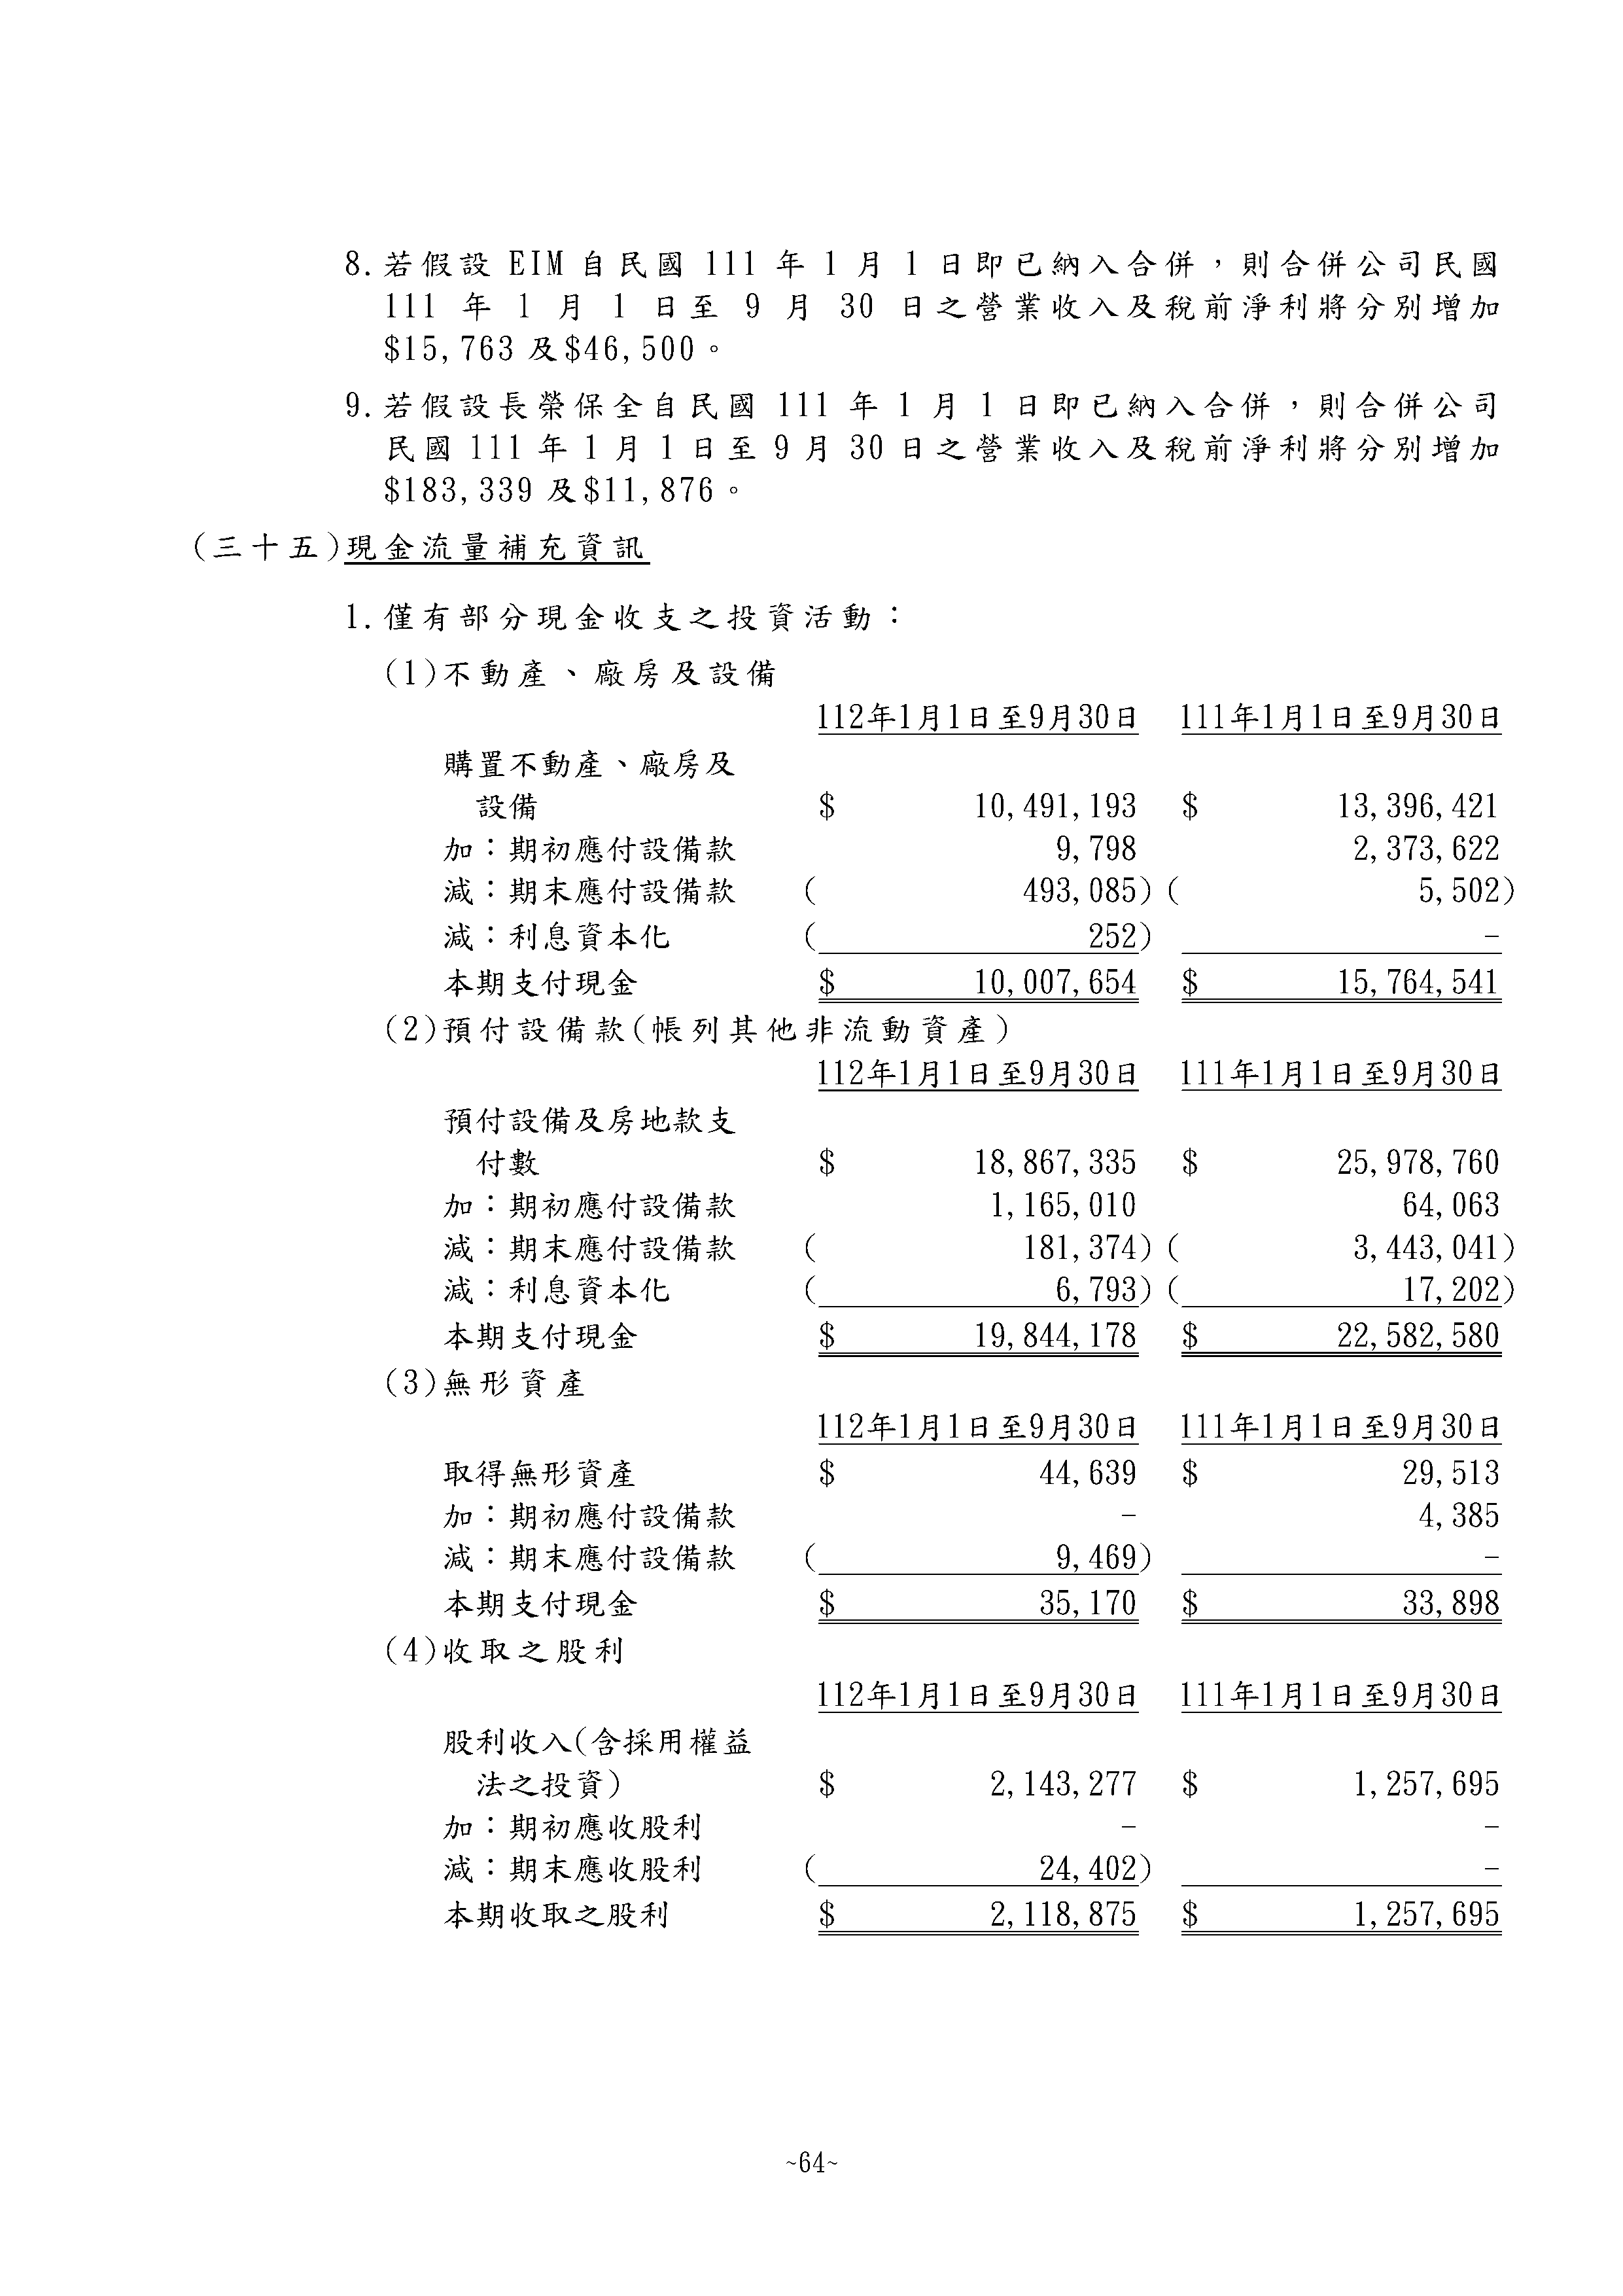 8.若假設 EIM 自民國 111 年 1 月 1 日即已納入合併，則合併公司民國
111 年 1 月 1 日至 9 月 30 日之營業收入及稅前淨利將分別增加
$15,763 及$46,500。
9.若假設長榮保全自民國 111 年 1 月 1 日即已納入合併，則合併公司
民國 111 年 1 月 1 日至 9 月 30 日之營業收入及稅前淨利將分別增加
$183,339 及$11,876。
(三十五)現金流量補充資訊
1.僅有部分現金收支之投資活動：
(1)不動產、廠房及設備
112年1月1日至9月30日 111年1月1日至9月30日
購置不動產、廠房及
設備 $ 10,491,193 $ 13,396,421
加：期初應付設備款 9,798 2,373,622
減：期末應付設備款 ( 493,085) ( 5,502)
減：利息資本化 ( 252) -
本期支付現金 $ 10,007,654 $ 15,764,541
(2)預付設備款(帳列其他非流動資產)
112年1月1日至9月30日 111年1月1日至9月30日
預付設備及房地款支
付數 $ 18,867,335 $ 25,978,760
加：期初應付設備款 1,165,010 64,063
減：期末應付設備款 ( 181,374) ( 3,443,041)
減：利息資本化 ( 6,793) ( 17,202)
本期支付現金 $ 19,844,178 $ 22,582,580
(3)無形資產
112年1月1日至9月30日 111年1月1日至9月30日
取得無形資產 $ 44,639 $ 29,513
加：期初應付設備款 - 4,385
減：期末應付設備款 ( 9,469) -
本期支付現金 $ 35,170 $ 33,898
(4)收取之股利
112年1月1日至9月30日 111年1月1日至9月30日
股利收入(含採用權益
法之投資) $ 2,143,277 $ 1,257,695
加：期初應收股利 - -
減：期末應收股利 ( 24,402) -
本期收取之股利 $ 2,118,875 $ 1,257,695
~64~